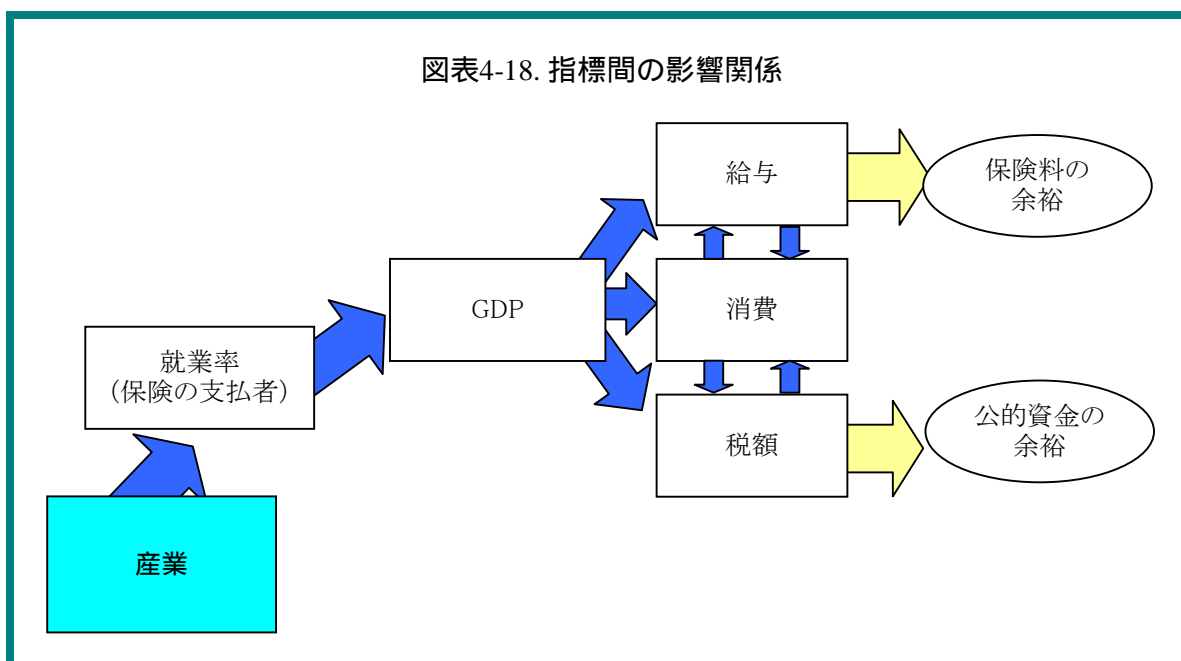 図表4-18. 指標間の影響関係
給与
保険料の
余裕
GDP
消費
就業率
（保険の支払者）
税額
公的資金の
余裕
産業